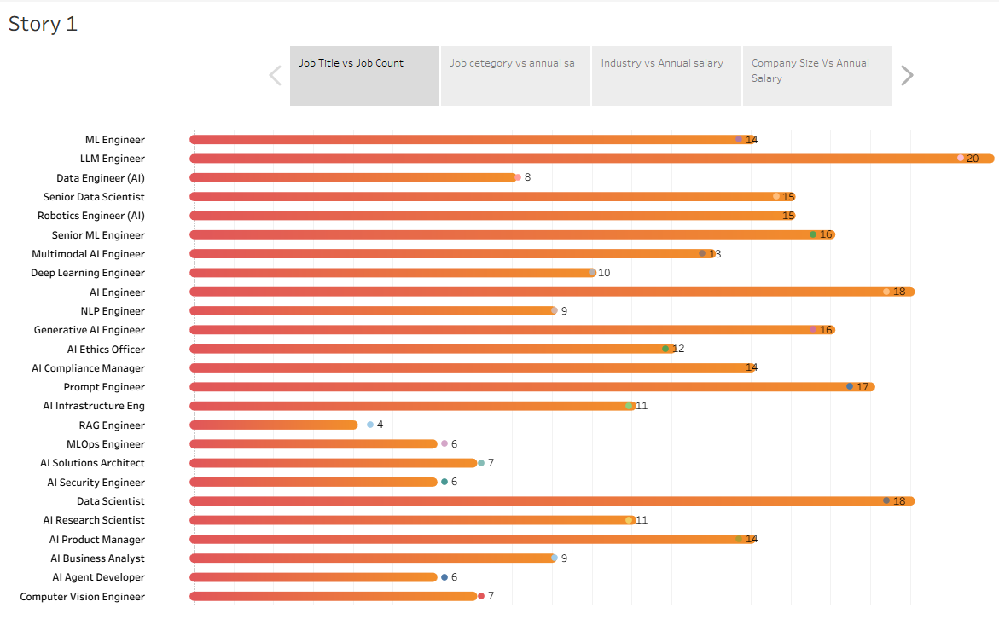 Story 1
Job Title vs Job Count
Job cetegory vs annual sa
Industry vs Annual salary
Company Size Vs Annual
Salary
ML Engineer 14
LLM Engineer 20
Data Engineer (AI) 8
Senior Data Scientist 15
Robotics Engineer (AI) 15
Senior ML Engineer 16
Multimodal AI Engineer 13
Deep Learning Engineer 10
AI Engineer 18
NLP Engineer 9
Generative AI Engineer 16
AI Ethics Officer 12
AI Compliance Manager 14
Prompt Engineer 17
AI Infrastructure Eng 11
RAG Engineer 4
MLOps Engineer 6
AI Solutions Architect 7
AI Security Engineer 6
Data Scientist 18
AI Research Scientist 11
AI Product Manager 14
AI Business Analyst 9
AI Agent Developer 6
Computer Vision Engineer 7